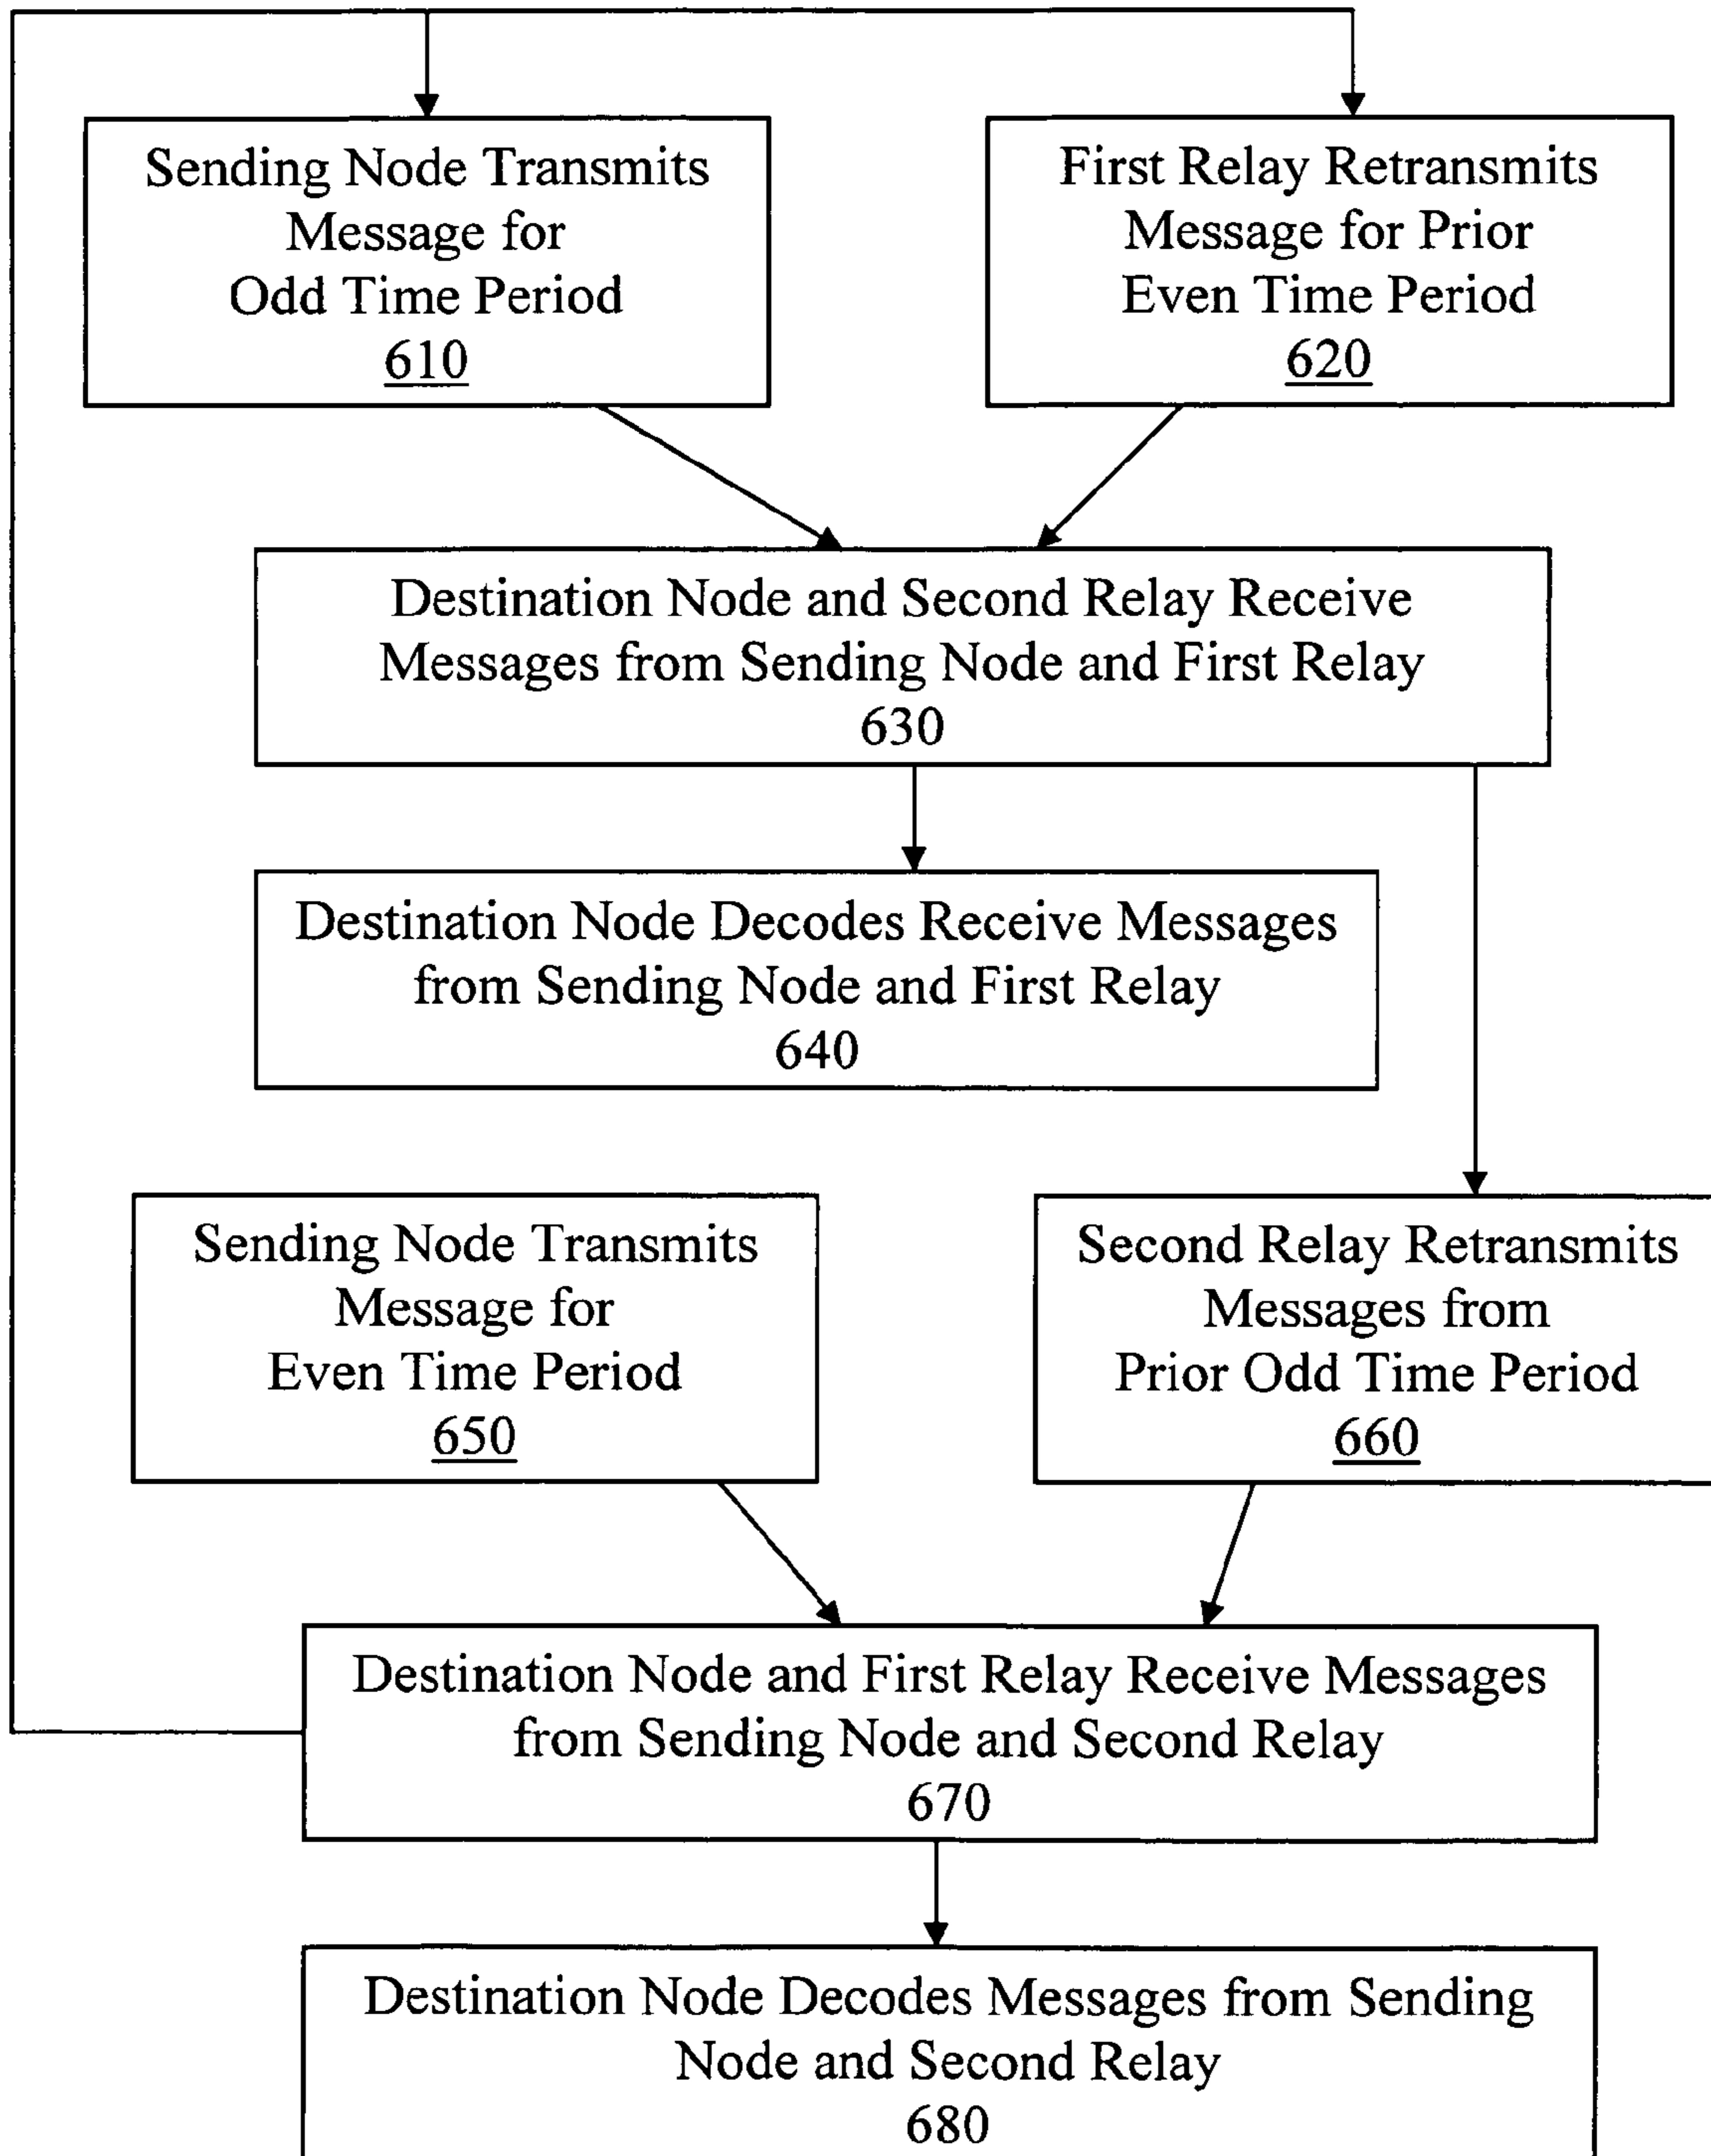 Sending Node Transmits
Message for
Odd Time Period
610
First Relay Retransmits
Message for Prior
Even Time Period
620
Destination Node and Second Relay Receive
Messages from Sending Node and First Relay
630
Destination Node Decodes Receive Messages
from Sending Node and First Relay
640
Sending Node Transmits
Message for
Even Time Period
650
Second Relay Retransmits
Messages from
Prior Odd Time Period
660
Destination Node and First Relay Receive Messages
from Sending Node and Second Relay
670
Destination Node Decodes Messages from Sending
Node and Second Relay
680